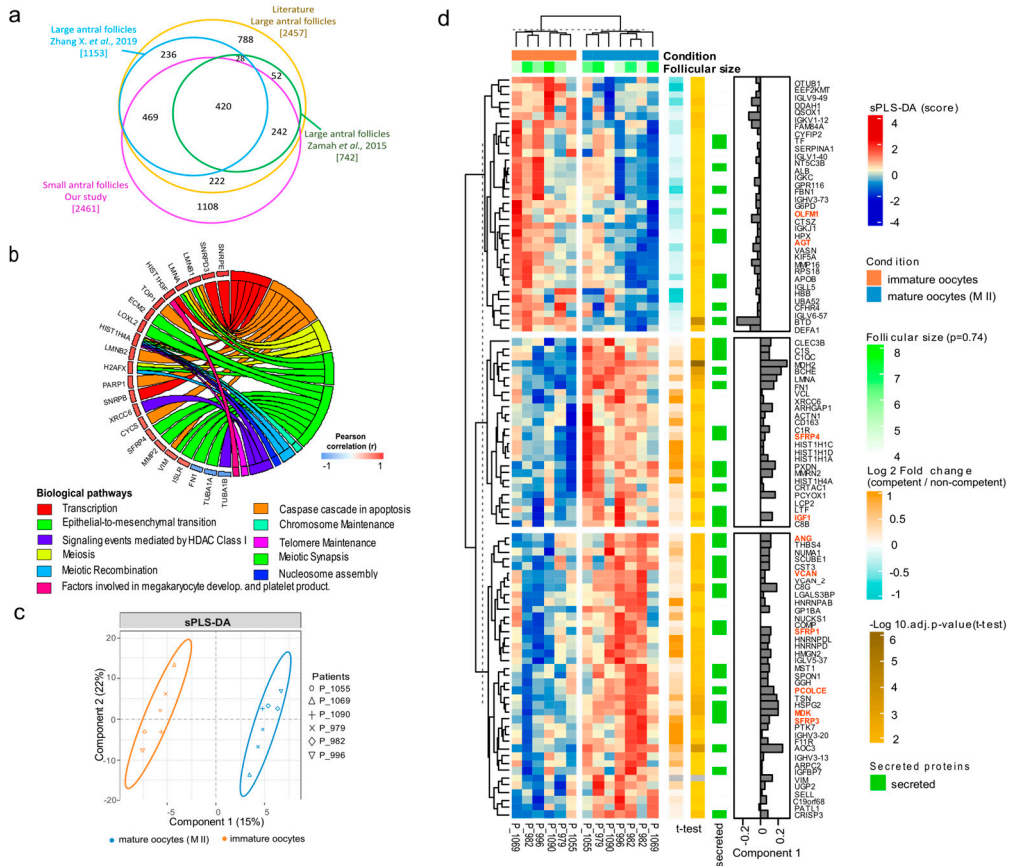 a
Literature
Large antral follicles
[2457]
Large antral follicles
Zhang X. et al., 2019
[1153]
788
236
28
52
420
469
242
Large antral follicles
Zamah et al., 2015
[742]
222
Small antral follicles
Our study
[2461]
1108
b
SNRPE
SNRPD3
LMNB1
LMNA
HIST1H3F
TOP1
ECM2
LOXL2
HIST1H4A
LMNB2
H2AFX
PARP1
SNRPB
XRCC6
CYCS
SFRP4
MMP2
VIM
ISLR
FN1
TUBA1A
TUBA1B
Pearson
correlation (r)
-1 1
Biological pathways
Transcription
Epithelial-to-mesenchymal transition
Signaling events mediated by HDAC Class I
Meiosis
Meiotic Recombination
Factors involved in megakaryocyte develop. and platelet product.
Caspase cascade in apoptosis
Chromosome Maintenance
Telomere Maintenance
Meiotic Synapsis
Nucleosome assembly
c
sPLS-DA
Component 2 (22%)
20
10
0
-10
-20
-5 0 5
Component 1 (15%)
Patients
P_1055
P_1069
P_1090
P_979
P_982
P_996
mature oocytes (M II)
immature oocytes
d
Condition
Follicular size
OTUB1
EEF2KMT
IGLV9-49
DDAH1
QSOX1
IGKV1-12
FAM84A
CYFIP2
TF
SERPINA1
IGLV1-40
NT5C3B
ALB
IGKC
GPR116
FBN1
IGHV3-73
G6PD
OLFM1
CTSZ
IGKJ1
HPX
AGT
VASN
KIF5A
MMP16
RPS18
APOB
IGLL5
HBB
UBA52
CFHR4
IGLV6-57
BTD
DEFA1
CLEC3B
C1S
C1QC
MDH2
BCHE
LMNA
FN1
VCL
XRCC6
ARHGAP1
ACTN1
CD163
C1R
SFRP4
HIST1H1C
HIST1H1D
HIST1H1A
PXDN
MMRN2
HIST1H4A
CRTAC1
PCYOX1
LCP2
LTF
IGF1
C8B
ANG
THBS4
NUMA1
SCUBE1
CST3
VCAN
VCAN_2
C8G
LGALS3BP
HNRNPAB
GP1BA
NUCKS1
COMP
SFRP1
HNRNPDL
HNRNPD
HMGN2
IGLV5-37
MST1
SPON1
GGH
PCOLCE
TSN
HSPG2
MDK
SFRP3
PTK7
IGHV3-20
F11R
AOC3
IGHV3-13
ARPC2
IGFBP7
VIM
UGP2
SELL
C19orf68
PATL1
CRISP3
P_1069
P_982
P_996
P_1090
P_979
P_1055
P_1055
P_979
P_1090
P_996
P_982
P_982
P_1069
t-test
secreted
-0.2 0 0.2
Component 1
sPLS-DA (score)
4
2
0
-2
-4
Condition
immature oocytes
mature oocytes (M II)
Follicular size (p=0.74)
8
7
6
5
4
Log 2 Fold change
(competent / non-competent)
1
0.5
0
-0.5
-1
-Log 10.adj.p-value(t-test)
6
5
4
3
2
Secreted proteins
secreted